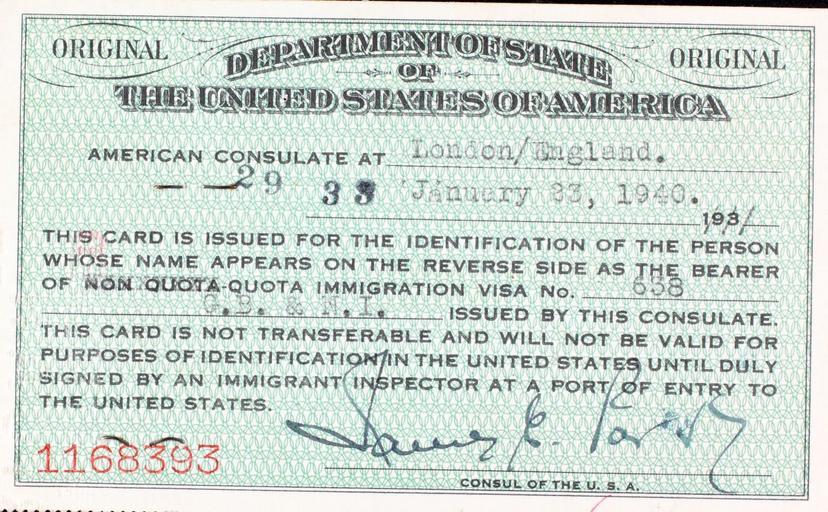 ORIGINAL DEPARTMENT OF STATE ORIGINAL
OF
THE UNITED STATES OF AMERICA
AMERICAN CONSULATE AT London/England.
29 33 January 23, 1940.
193
THIS CARD IS ISSUED FOR THE IDENTIFICATION OF THE PERSON
WHOSE NAME APPEARS ON THE REVERSE SIDE AS THE BEARER
OF NON QUOTA-QUOTA IMMIGRATION VISA No. 638
G.B. & N.I. ISSUED BY THIS CONSULATE.
THIS CARD IS NOT TRANSFERABLE AND WILL NOT BE VALID FOR
PURPOSES OF IDENTIFICATION IN THE UNITED STATES UNTIL DULY
SIGNED BY AN IMMIGRANT INSPECTOR AT A PORT OF ENTRY TO
THE UNITED STATES.
1168393
CONSUL OF THE U. S. A.